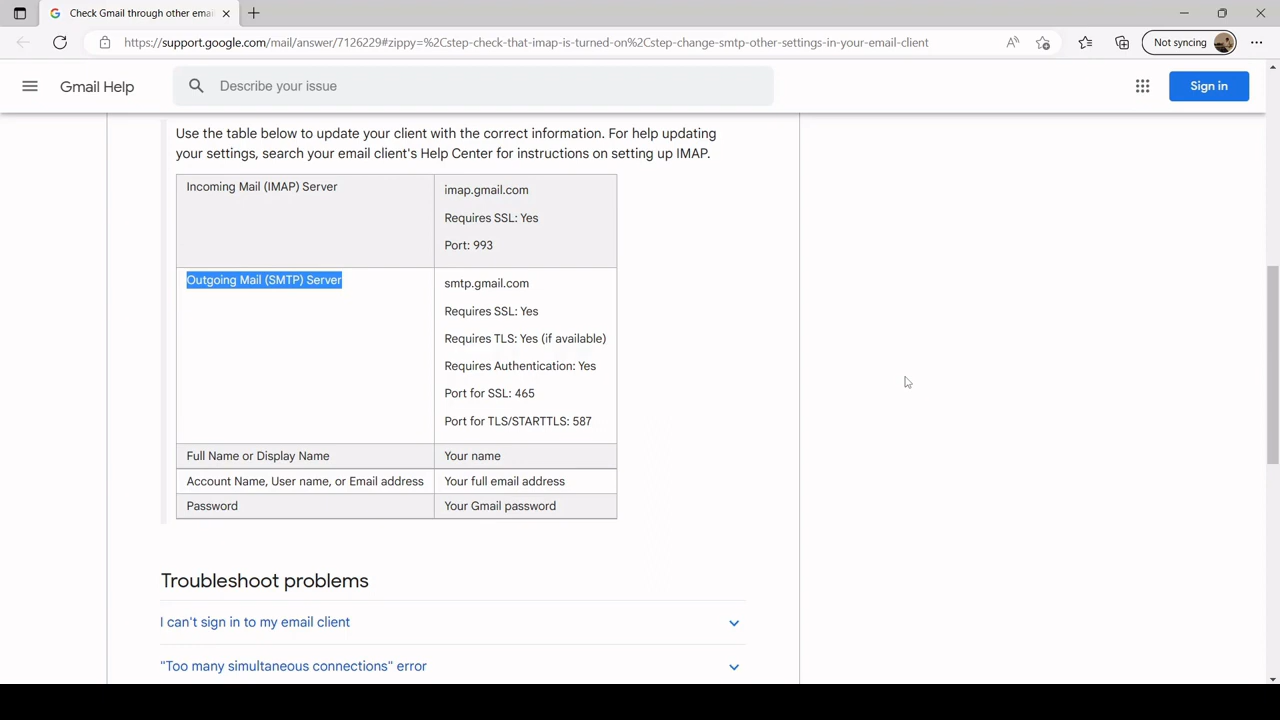 Check Gmail through other emai
https://support.google.com/mail/answer/7126229#zippy=%2Cstep-check-that-imap-is-turned-on%2Cstep-change-smtp-other-settings-in-your-email-client
Not syncing
Gmail Help
Describe your issue
Sign in
Use the table below to update your client with the correct information. For help updating
your settings, search your email client's Help Center for instructions on setting up IMAP.
Incoming Mail (IMAP) Server
imap.gmail.com
Requires SSL: Yes
Port: 993
Outgoing Mail (SMTP) Server
smtp.gmail.com
Requires SSL: Yes
Requires TLS: Yes (if available)
Requires Authentication: Yes
Port for SSL: 465
Port for TLS/STARTTLS: 587
Full Name or Display Name
Your name
Account Name, User name, or Email address
Your full email address
Password
Your Gmail password
Troubleshoot problems
I can't sign in to my email client
"Too many simultaneous connections" error